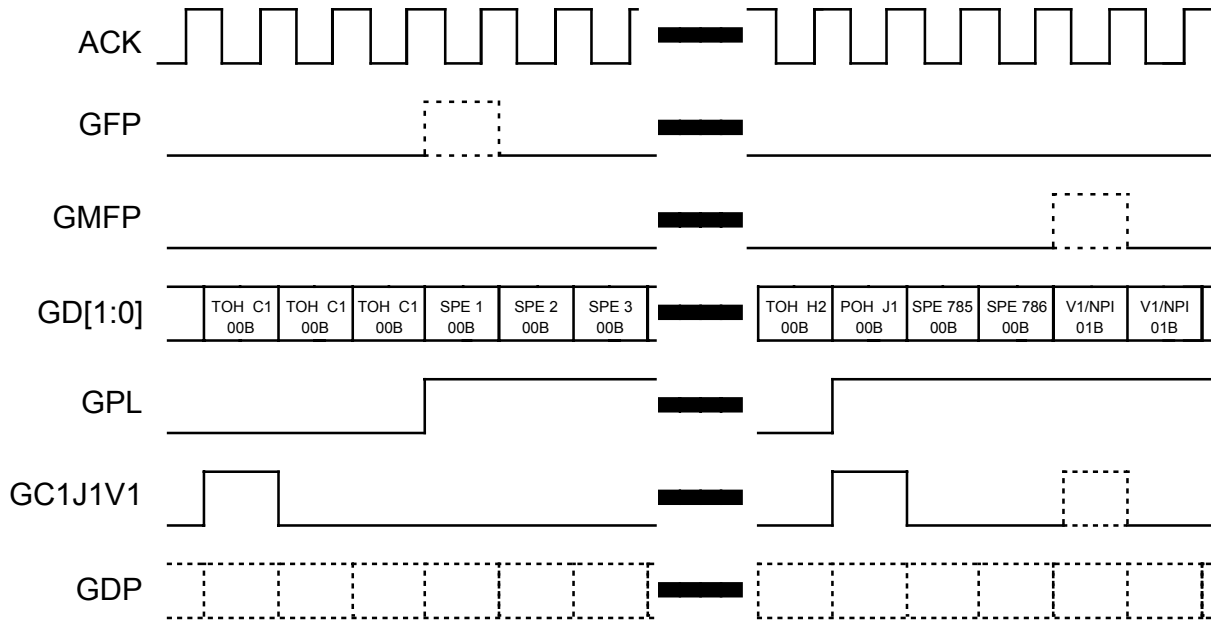 ACK
GFP
GMFP
GD[1:0]
TOH C1 TOH C1 TOH C1 SPE 1 SPE 2 SPE 3 TOH H2 POH J1 SPE 785 SPE 786 V1/NPI V1/NPI
00B 00B 00B 00B 00B 00B 00B 00B 00B 00B 01B 01B
GPL
GC1J1V1
GDP